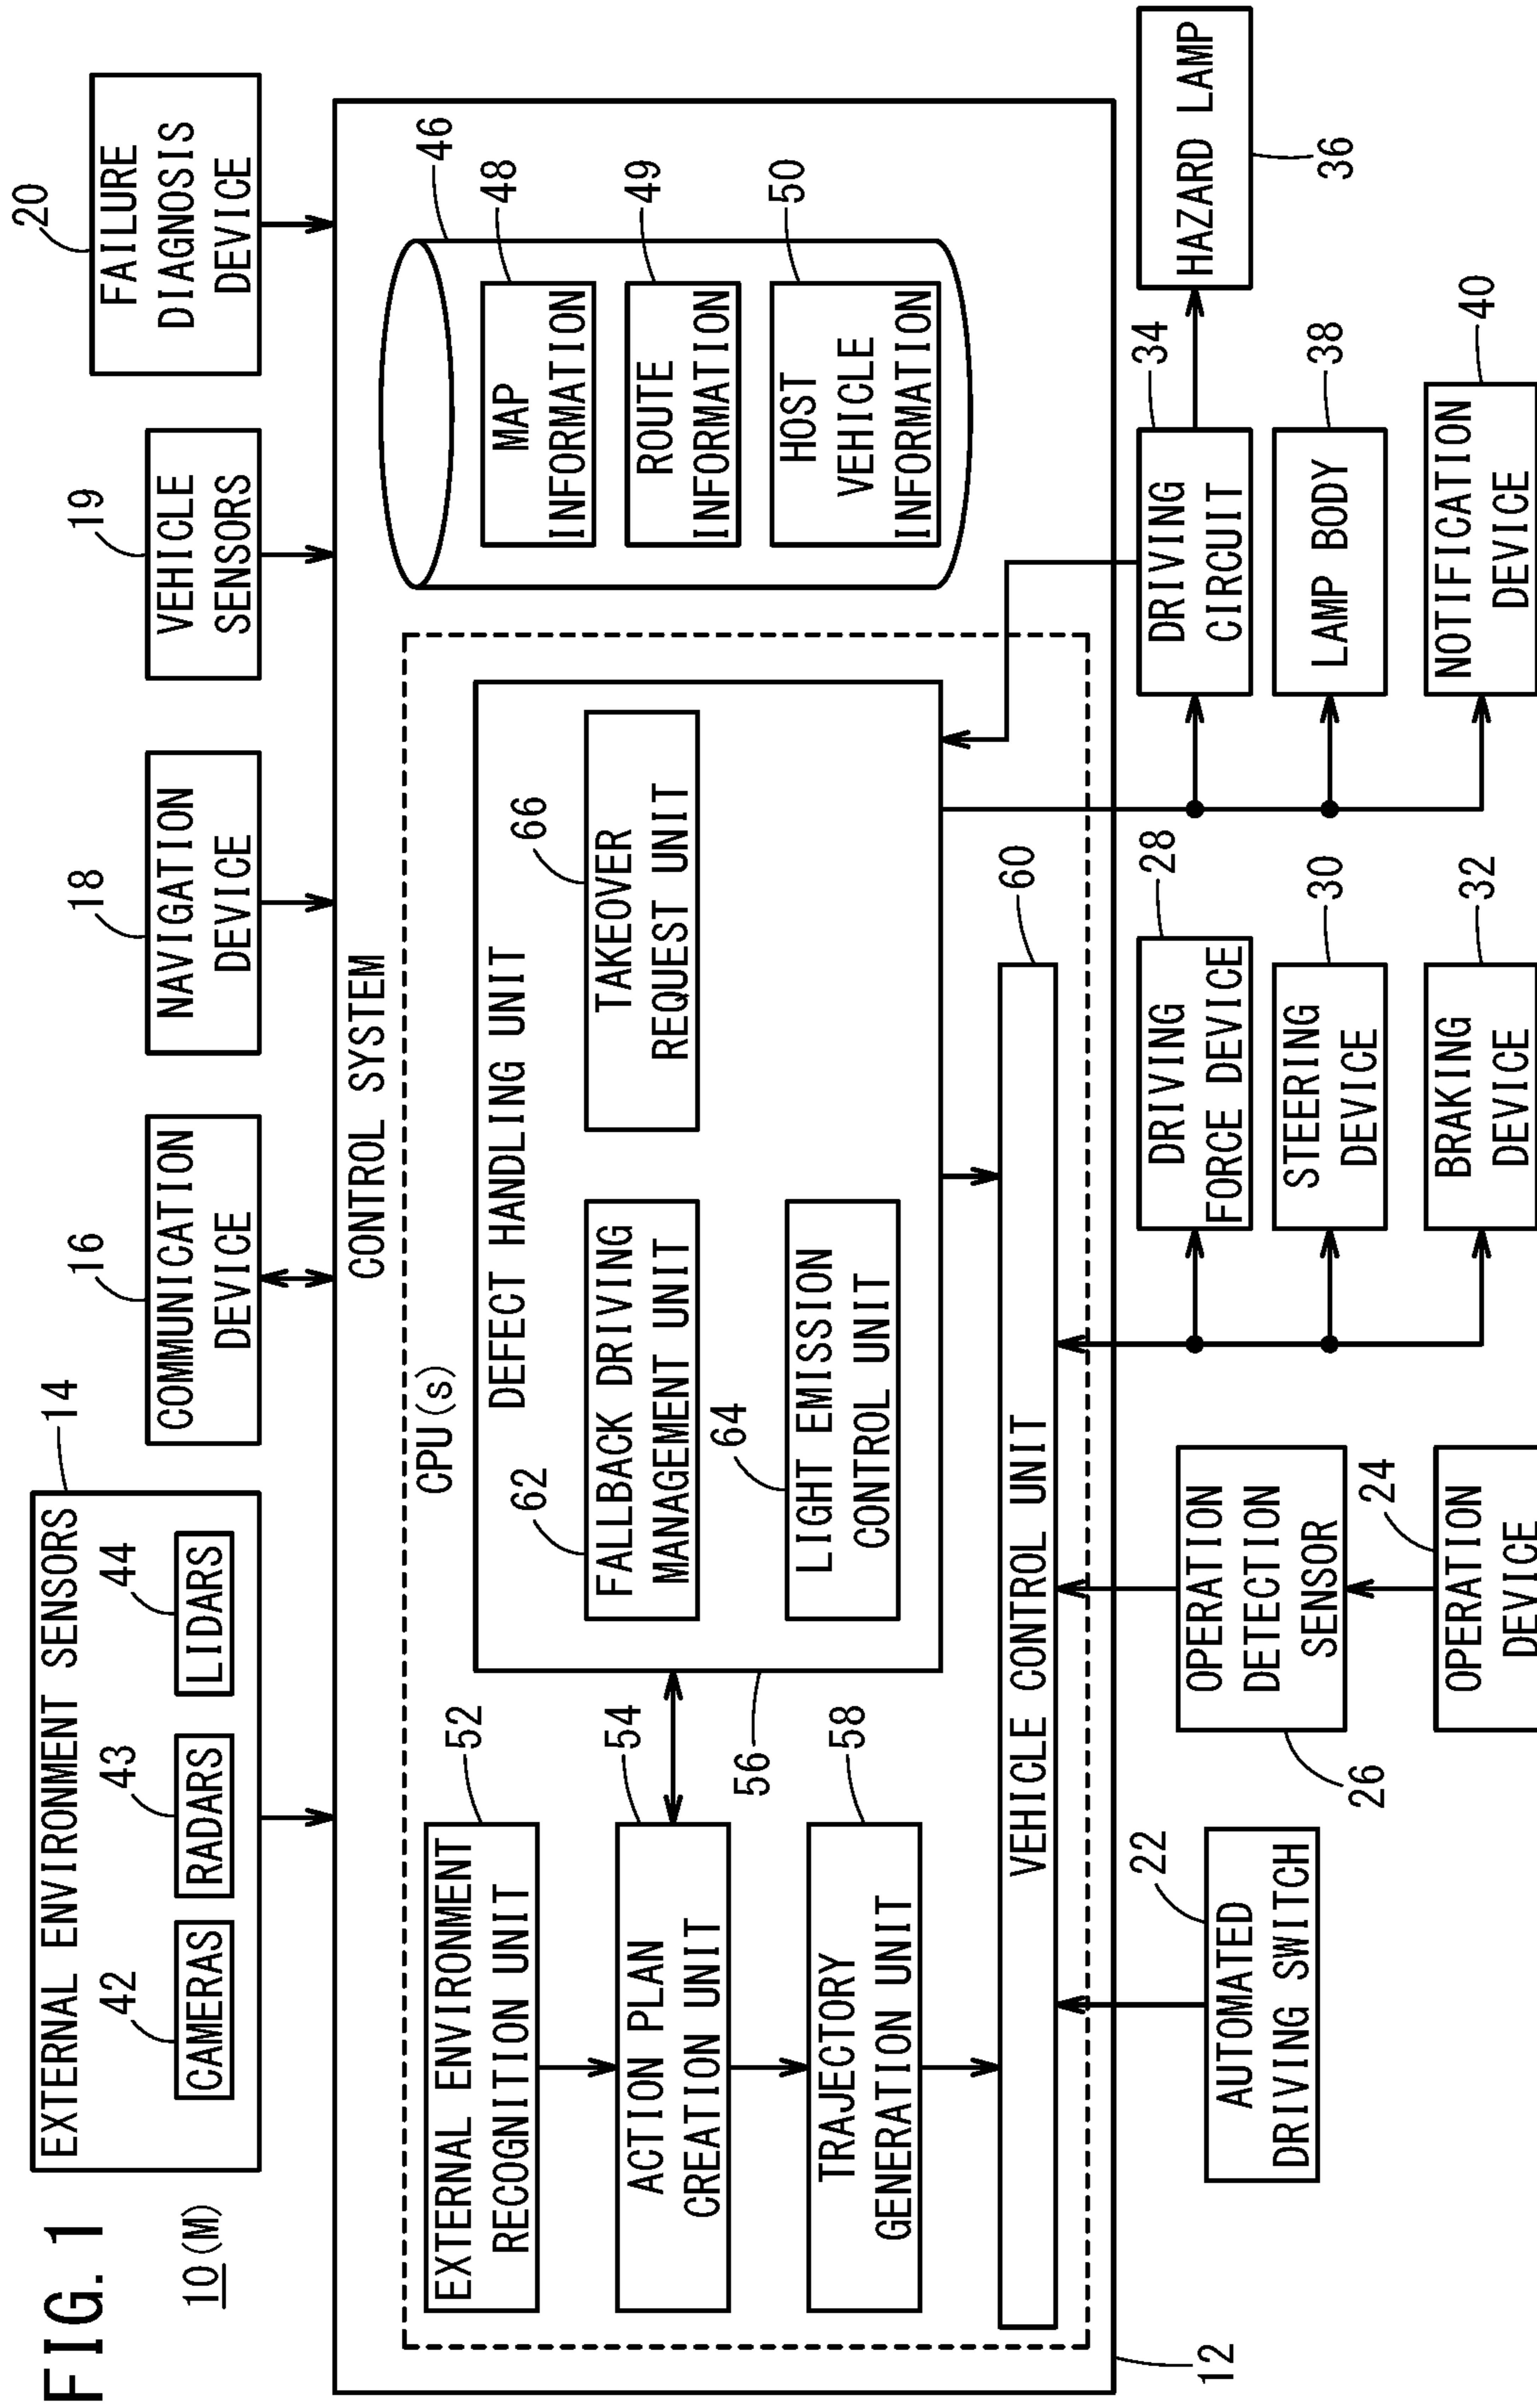 FIG. 1
10(M)
14
EXTERNAL ENVIRONMENT SENSORS
42
43
44
CAMERAS
RADARS
LIDARS
16
COMMUNICATION
DEVICE
18
NAVIGATION
DEVICE
19
VEHICLE
SENSORS
20
FAILURE
DIAGNOSIS
DEVICE
CONTROL SYSTEM
CPU(s)
52
EXTERNAL ENVIRONMENT
RECOGNITION UNIT
54
ACTION PLAN
CREATION UNIT
56
58
TRAJECTORY
GENERATION UNIT
DEFECT HANDLING UNIT
62
FALLBACK DRIVING
MANAGEMENT UNIT
66
TAKEOVER
REQUEST UNIT
64
LIGHT EMISSION
CONTROL UNIT
60
VEHICLE CONTROL UNIT
46
48
MAP
INFORMATION
49
ROUTE
INFORMATION
50
HOST
VEHICLE
INFORMATION
12
22
AUTOMATED
DRIVING SWITCH
26
OPERATION
DETECTION
SENSOR
24
OPERATION
DEVICE
28
DRIVING
FORCE DEVICE
30
STEERING
DEVICE
32
BRAKING
DEVICE
34
DRIVING
CIRCUIT
36
HAZARD LAMP
38
LAMP BODY
40
NOTIFICATION
DEVICE